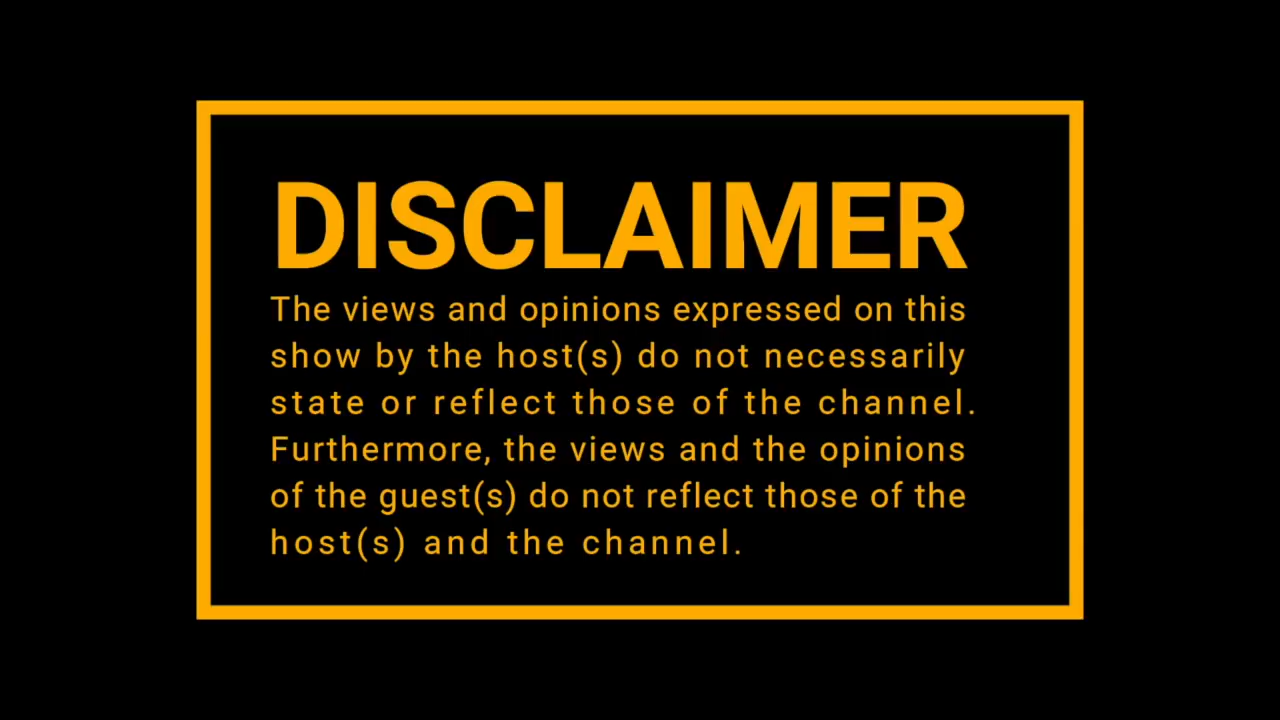 DISCLAIMER
The views and opinions expressed on this
show by the host(s) do not necessarily
state or reflect those of the channel.
Furthermore, the views and the opinions
of the guest(s) do not reflect those of the
host(s) and the channel.